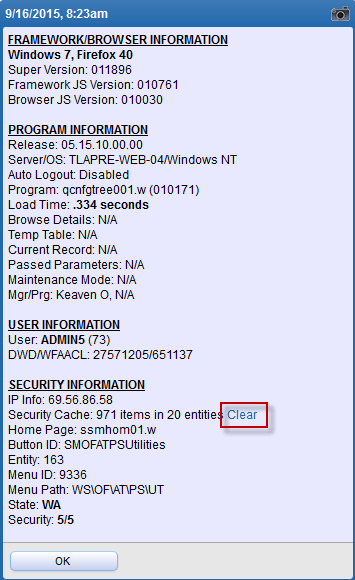 9/16/2015, 8:23am
FRAMEWORK/BROWSER INFORMATION
Windows 7, Firefox 40
Super Version: 011896
Framework JS Version: 010761
Browser JS Version: 010030
PROGRAM INFORMATION
Release: 05.15.10.00.00
Server/OS: TLAPRE-WEB-04/Windows NT
Auto Logout: Disabled
Program: qcnfgtree001.w (010171)
Load Time: .334 seconds
Browse Details: N/A
Temp Table: N/A
Current Record: N/A
Passed Parameters: N/A
Maintenance Mode: N/A
Mgr/Prg: Keaven O, N/A
USER INFORMATION
User: ADMIN5 (73)
DWD/WFAACL: 27571205/651137
SECURITY INFORMATION
IP Info: 69.56.86.58
Security Cache: 971 items in 20 entities Clear
Home Page: ssmhom01.w
Button ID: SMOFATPSUtilities
Entity: 163
Menu ID: 9336
Menu Path: WS\OF\AT\PS\UT
State: WA
Security: 5/5
OK